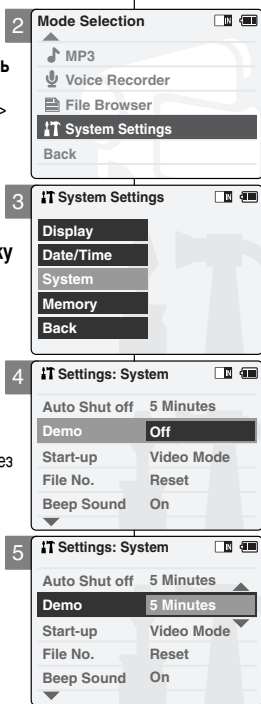 2
Mode Selection
MP3
ь
Voice Recorder
File Browser
>
System Settings
Back
3
System Settings
Display
ку
Date/Time
System
Memory
Back
4
Settings: System
Auto Shut off 5 Minutes
Demo Off
ез
Start-up Video Mode
File No. Reset
Beep Sound On
5
Settings: System
Auto Shut off 5 Minutes
Demo 5 Minutes
Start-up Video Mode
File No. Reset
Beep Sound On